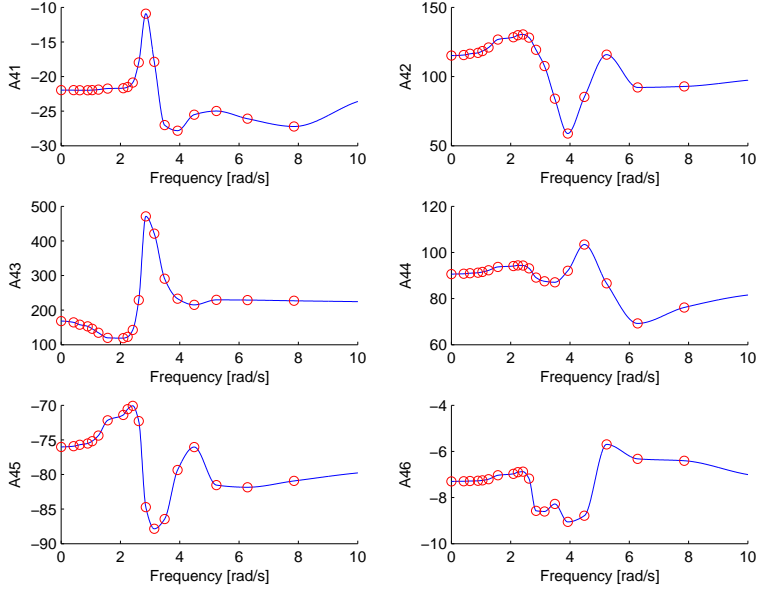 −10
−15
−20
−25
−30
A41
0 2 4 6 8 10
Frequency [rad/s]
150
100
50
A42
0 2 4 6 8 10
Frequency [rad/s]
500
400
300
200
100
A43
0 2 4 6 8 10
Frequency [rad/s]
120
100
80
60
A44
0 2 4 6 8 10
Frequency [rad/s]
−70
−75
−80
−85
−90
A45
0 2 4 6 8 10
Frequency [rad/s]
−4
−6
−8
−10
A46
0 2 4 6 8 10
Frequency [rad/s]